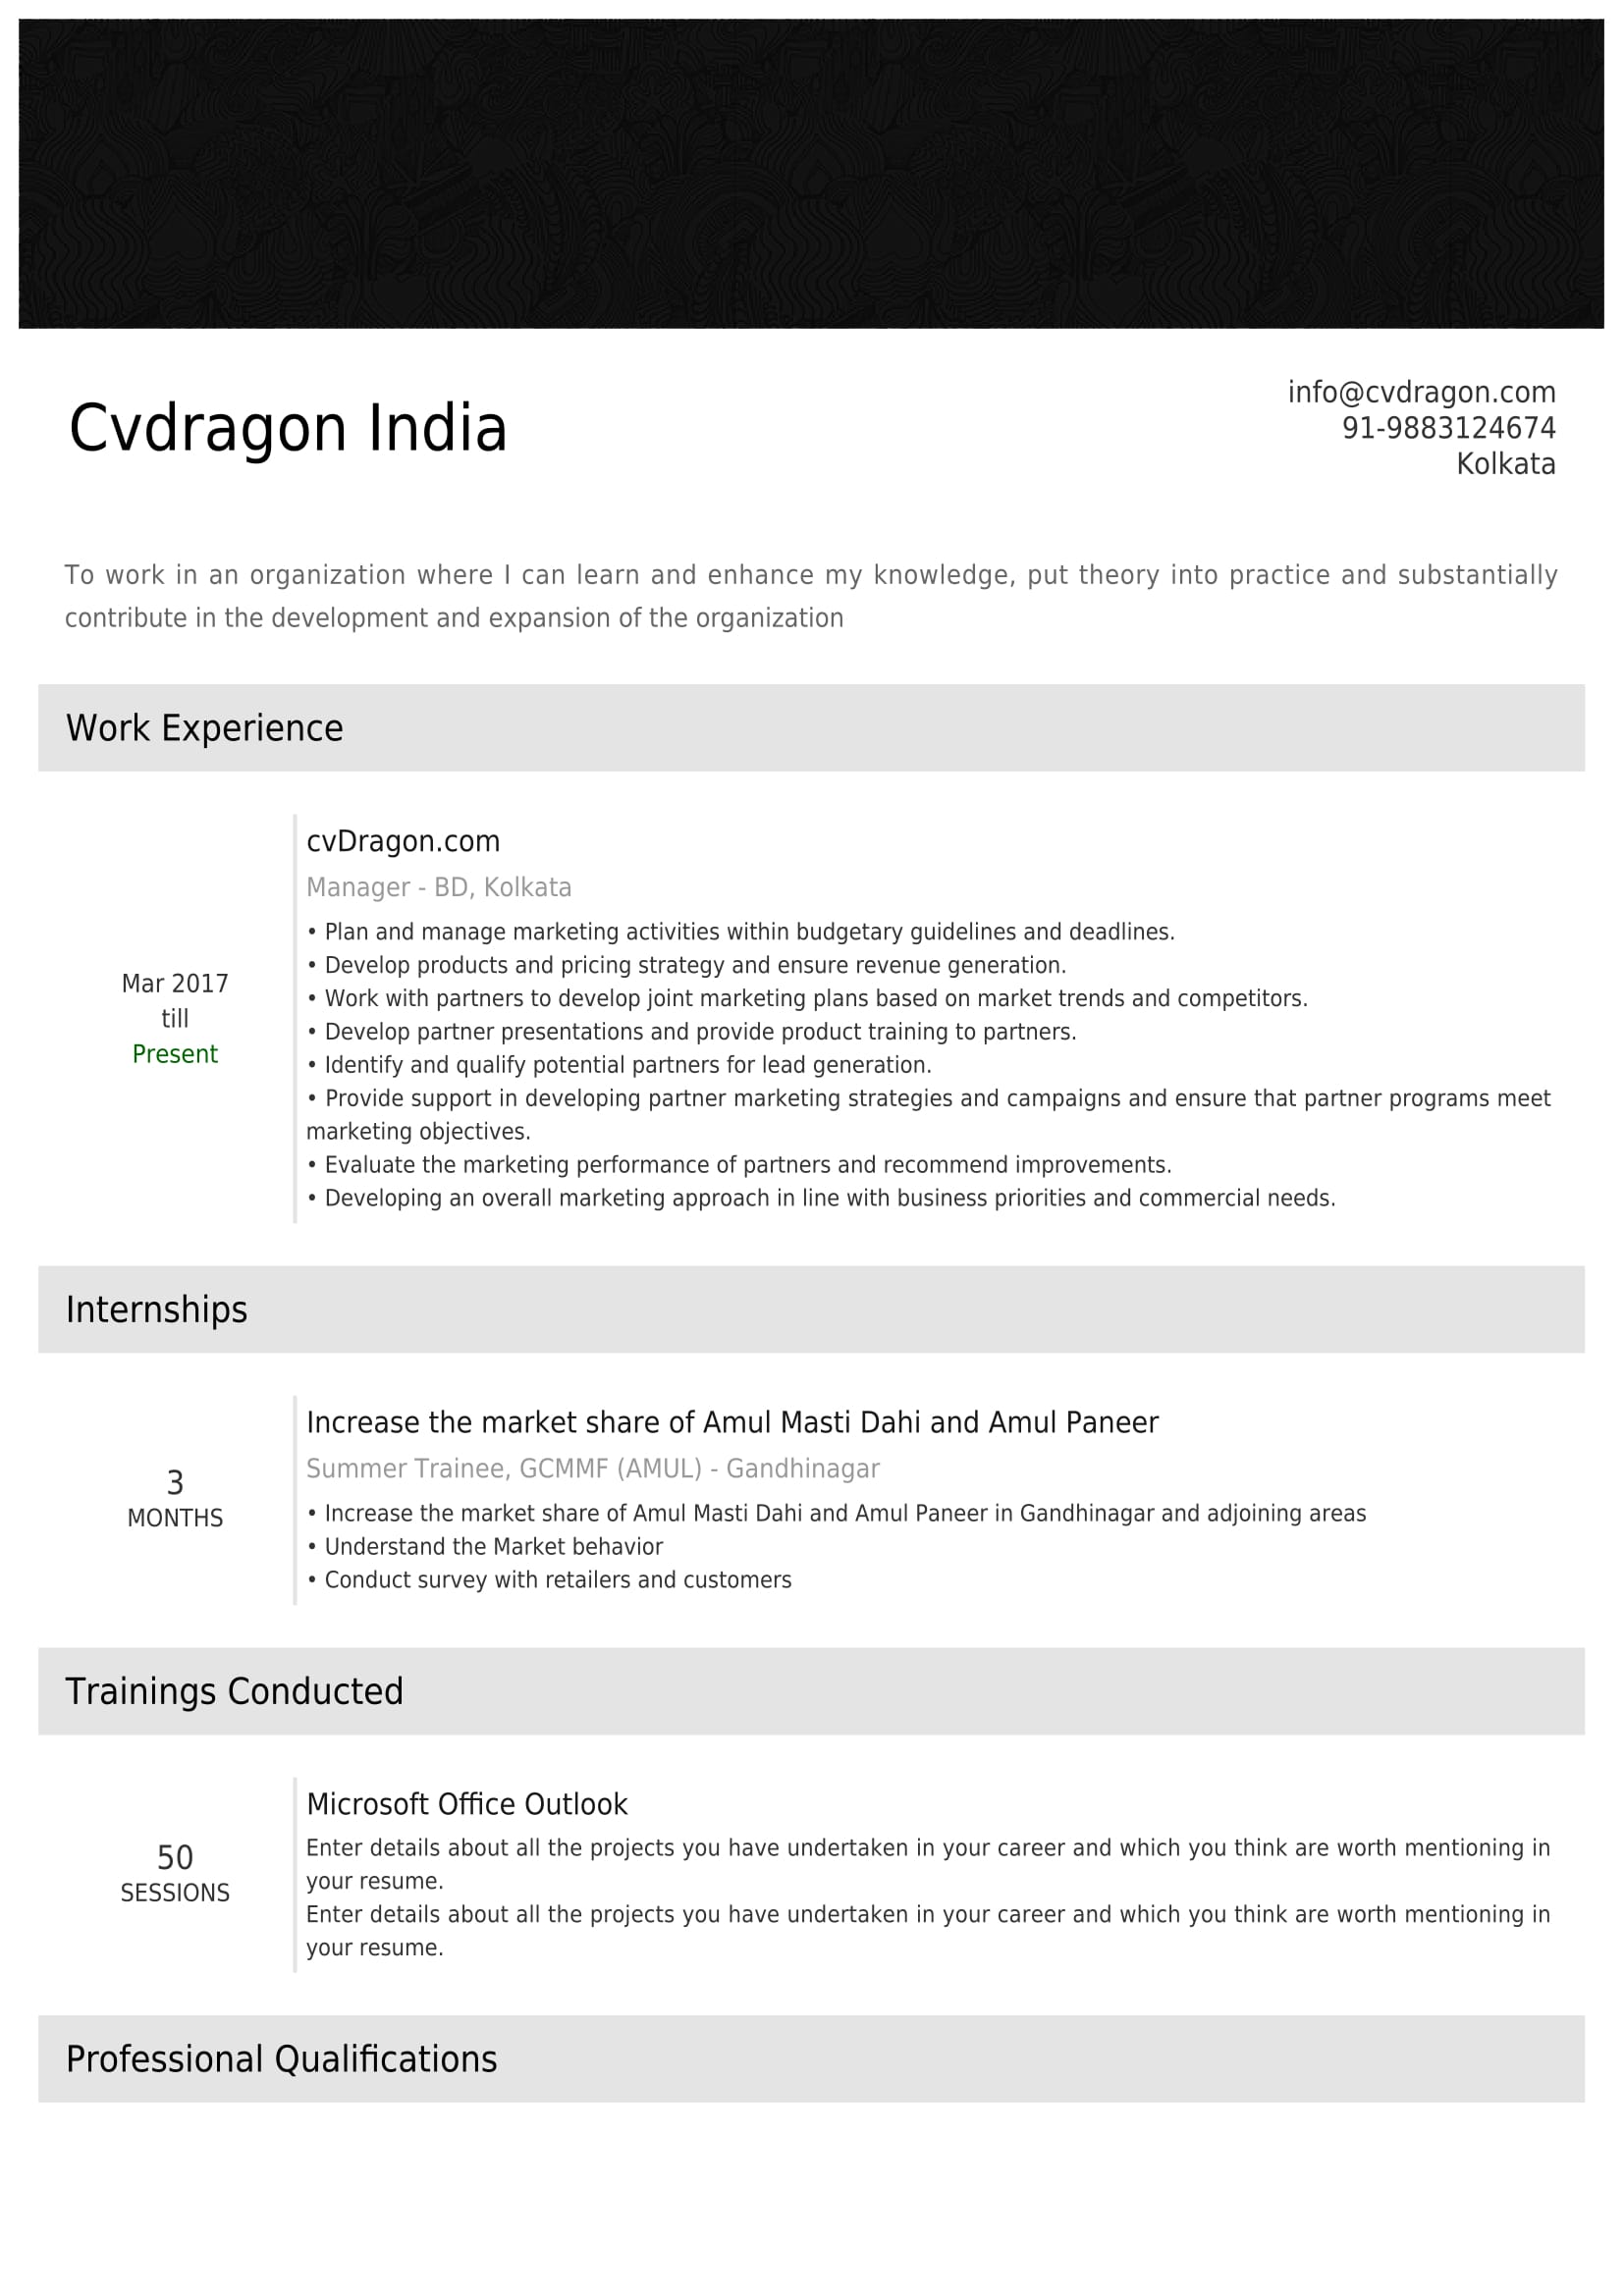 Cvdragon India
info@cvdragon.com
91-9883124674
Kolkata
To work in an organization where I can learn and enhance my knowledge, put theory into practice and substantially
contribute in the development and expansion of the organization
Work Experience
Mar 2017
till
Present
cvDragon.com
Manager - BD, Kolkata
• Plan and manage marketing activities within budgetary guidelines and deadlines.
• Develop products and pricing strategy and ensure revenue generation.
• Work with partners to develop joint marketing plans based on market trends and competitors.
• Develop partner presentations and provide product training to partners.
• Identify and qualify potential partners for lead generation.
• Provide support in developing partner marketing strategies and campaigns and ensure that partner programs meet
marketing objectives.
• Evaluate the marketing performance of partners and recommend improvements.
• Developing an overall marketing approach in line with business priorities and commercial needs.
Internships
3
MONTHS
Increase the market share of Amul Masti Dahi and Amul Paneer
Summer Trainee, GCMMF (AMUL) - Gandhinagar
• Increase the market share of Amul Masti Dahi and Amul Paneer in Gandhinagar and adjoining areas
• Understand the Market behavior
• Conduct survey with retailers and customers
Trainings Conducted
50
SESSIONS
Microsoft Office Outlook
Enter details about all the projects you have undertaken in your career and which you think are worth mentioning in
your resume.
Enter details about all the projects you have undertaken in your career and which you think are worth mentioning in
your resume.
Professional Qualifications